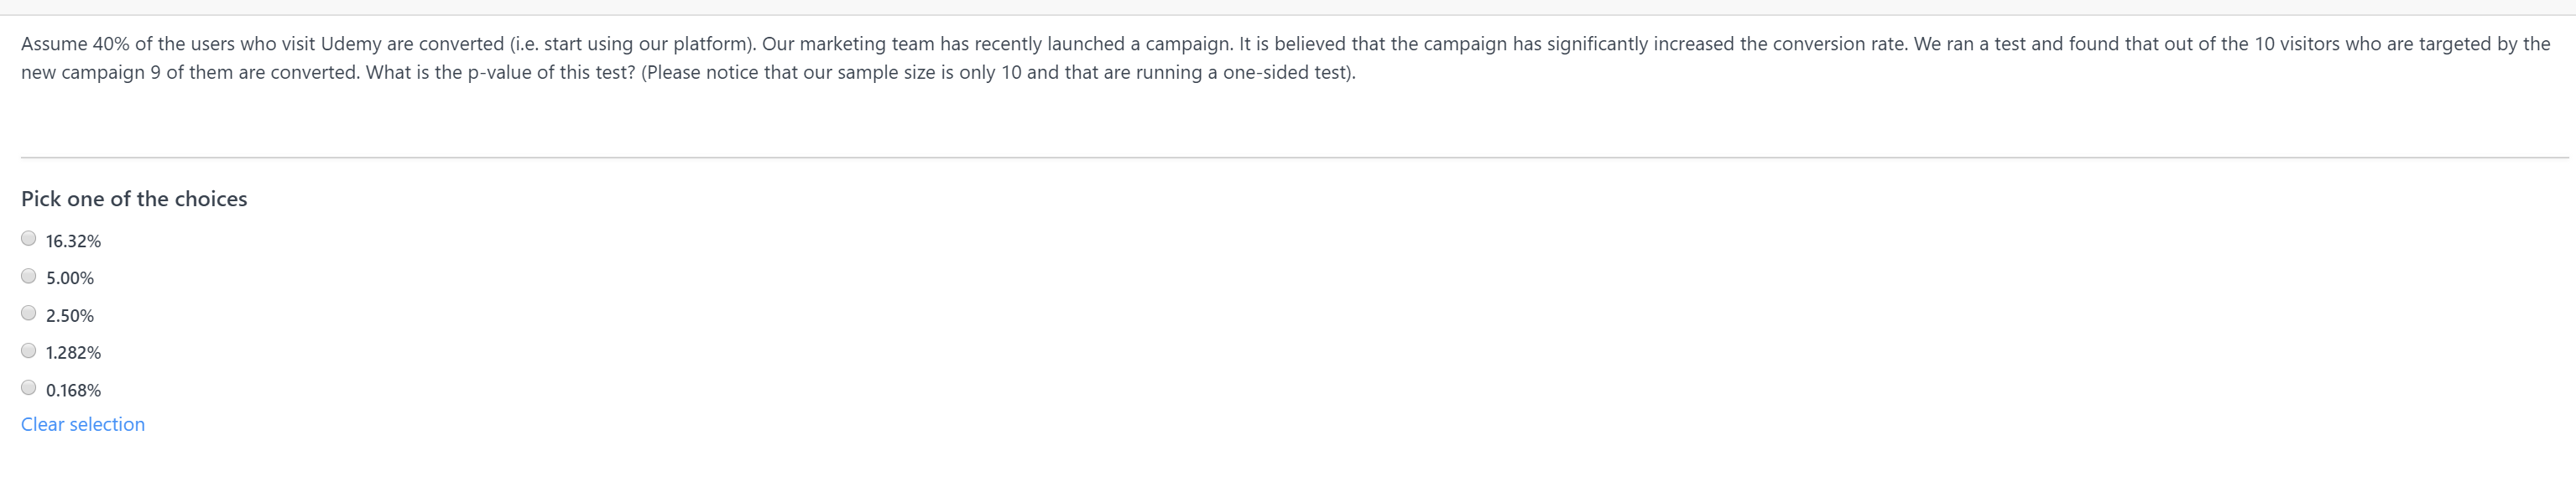 Assume 40% of the users who visit Udemy are converted (i.e. start using our platform). Our marketing team has recently launched a campaign. It is believed that the campaign has significantly increased the conversion rate. We ran a test and found that out of the 10 visitors who are targeted by the
new campaign 9 of them are converted. What is the p-value of this test? (Please notice that our sample size is only 10 and that are running a one-sided test).
Pick one of the choices
16.32%
5.00%
2.50%
1.282%
0.168%
Clear selection